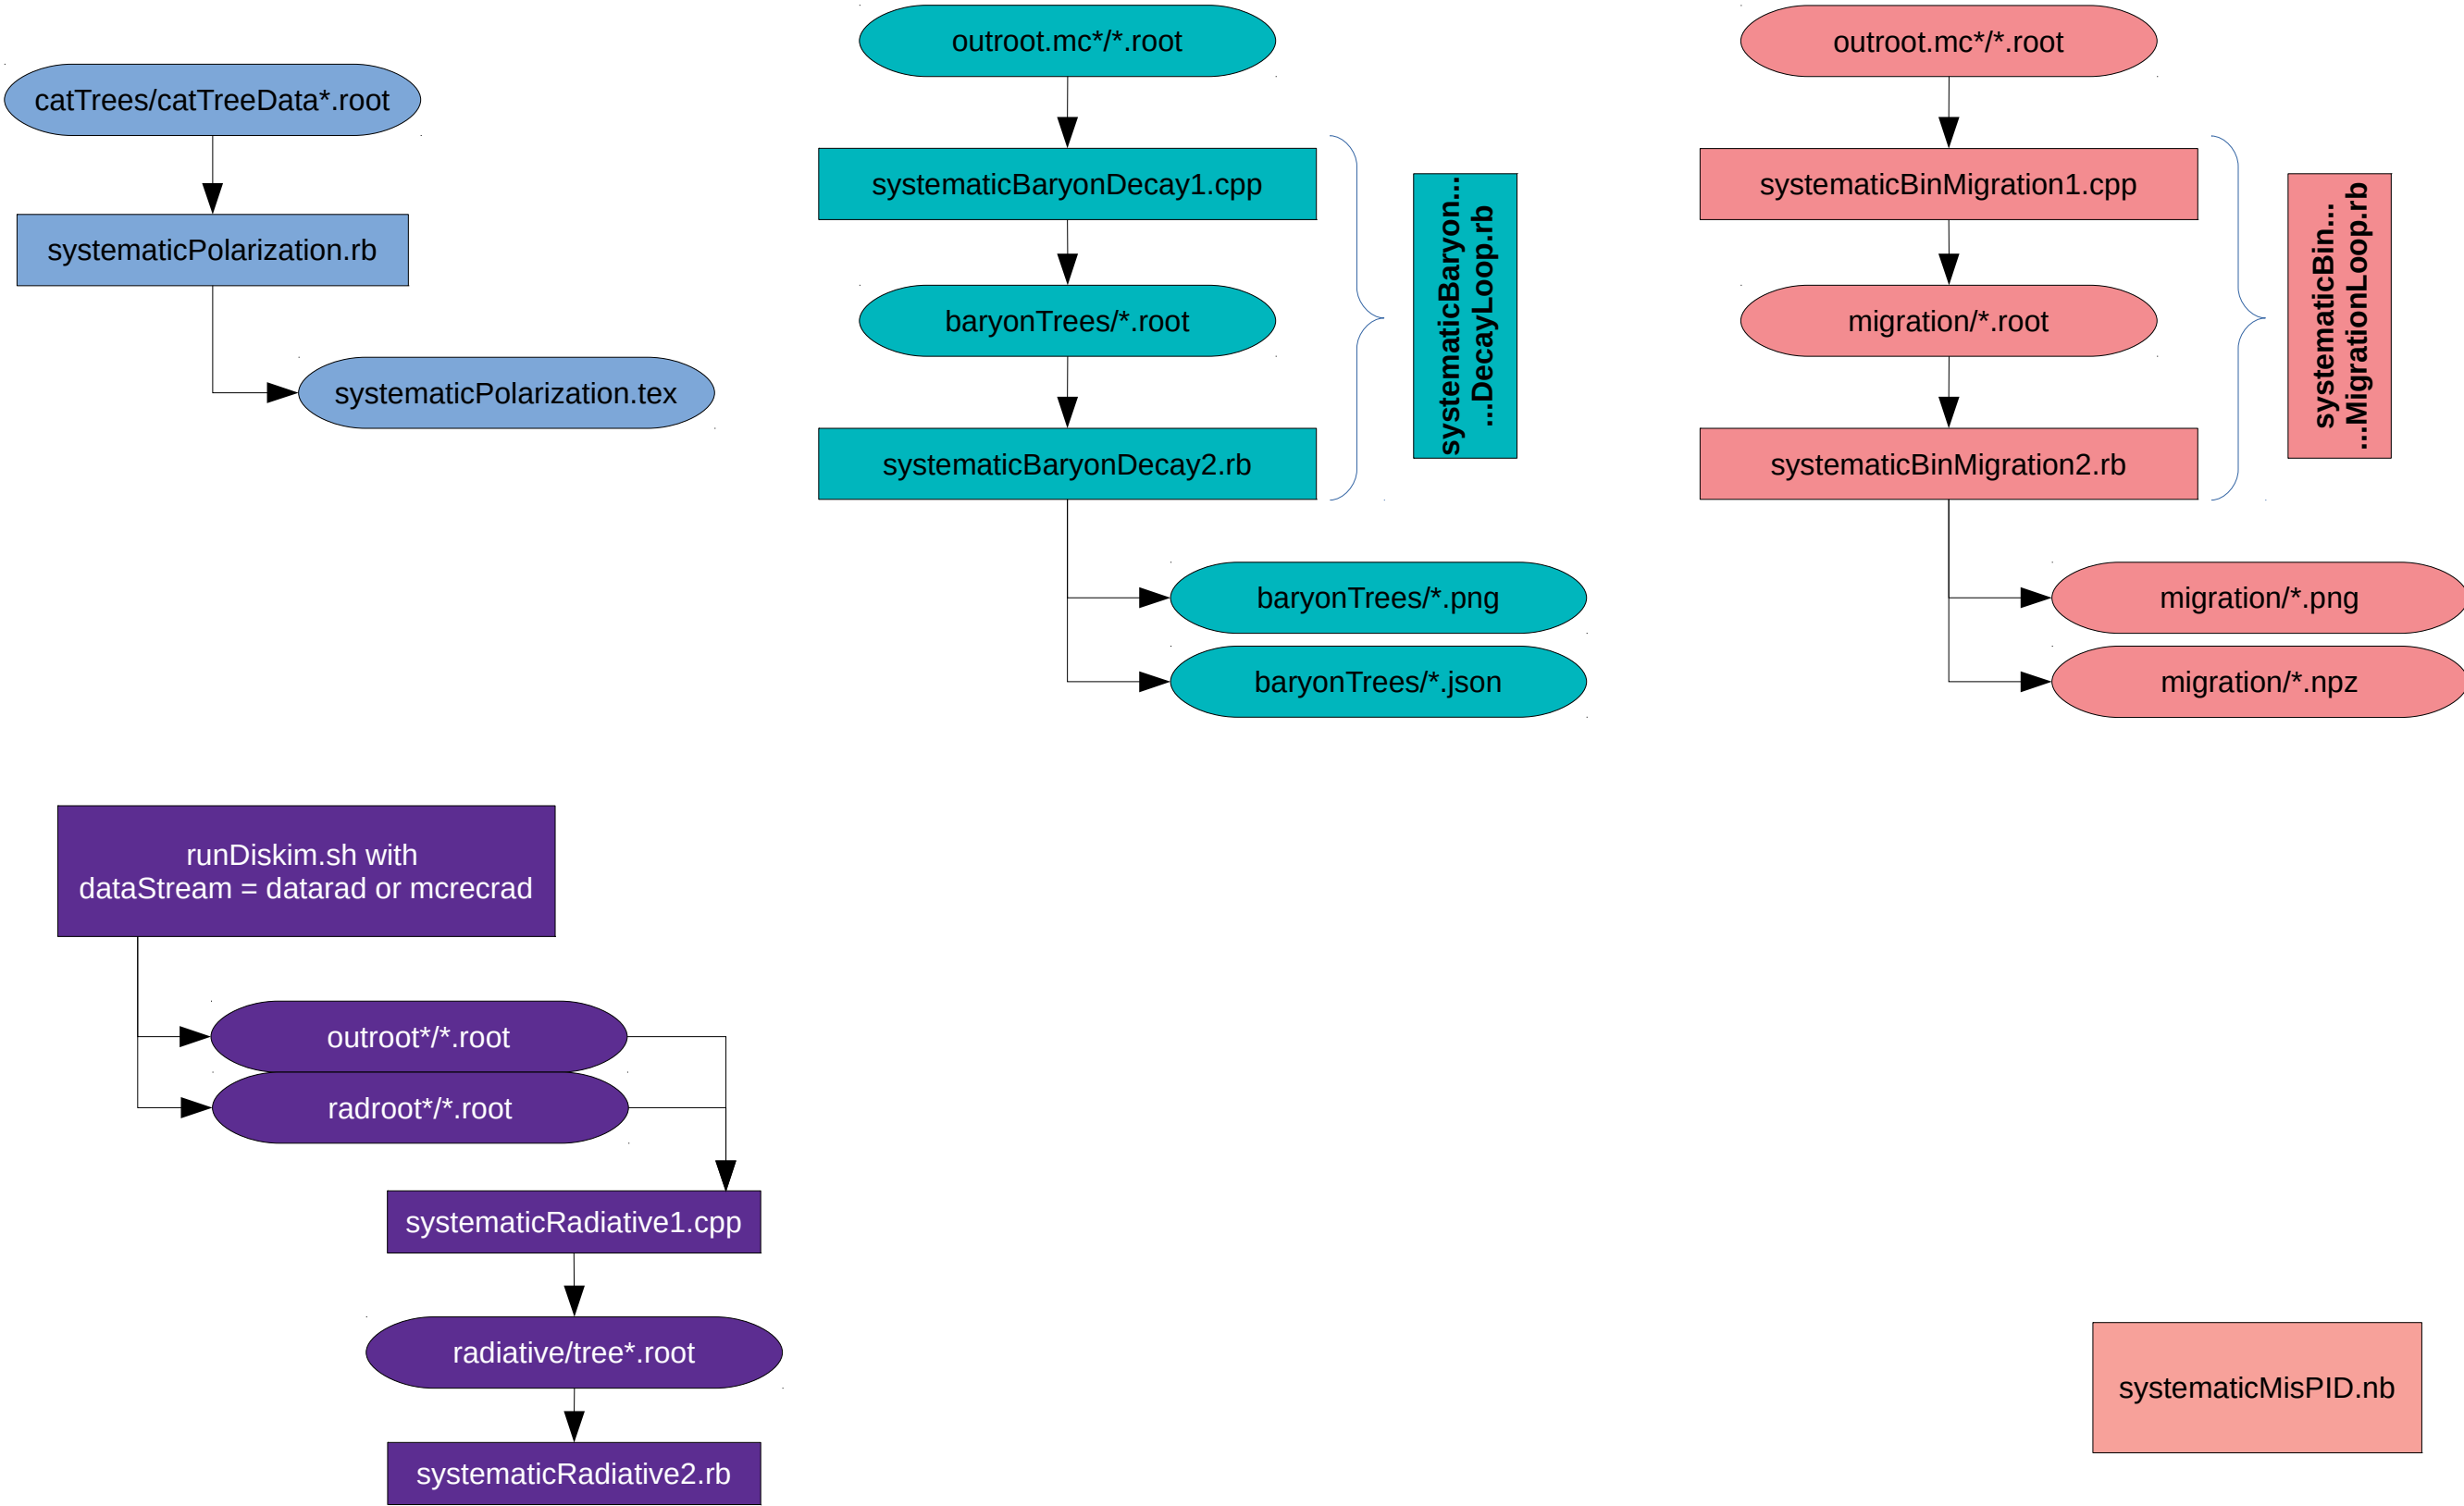 catTrees/catTreeData*.root
systematicPolarization.rb
systematicPolarization.tex
outroot.mc*/*.root
systematicBaryonDecay1.cpp
baryonTrees/*.root
systematicBaryonDecay2.rb
systematicBaryon...
...DecayLoop.rb
baryonTrees/*.png
baryonTrees/*.json
outroot.mc*/*.root
systematicBinMigration1.cpp
migration/*.root
systematicBinMigration2.rb
systematicBin...
...MigrationLoop.rb
migration/*.png
migration/*.npz
runDiskim.sh with
dataStream = datarad or mcrecrad
outroot*/*.root
radroot*/*.root
systematicRadiative1.cpp
radiative/tree*.root
systematicRadiative2.rb
systematicMisPID.nb